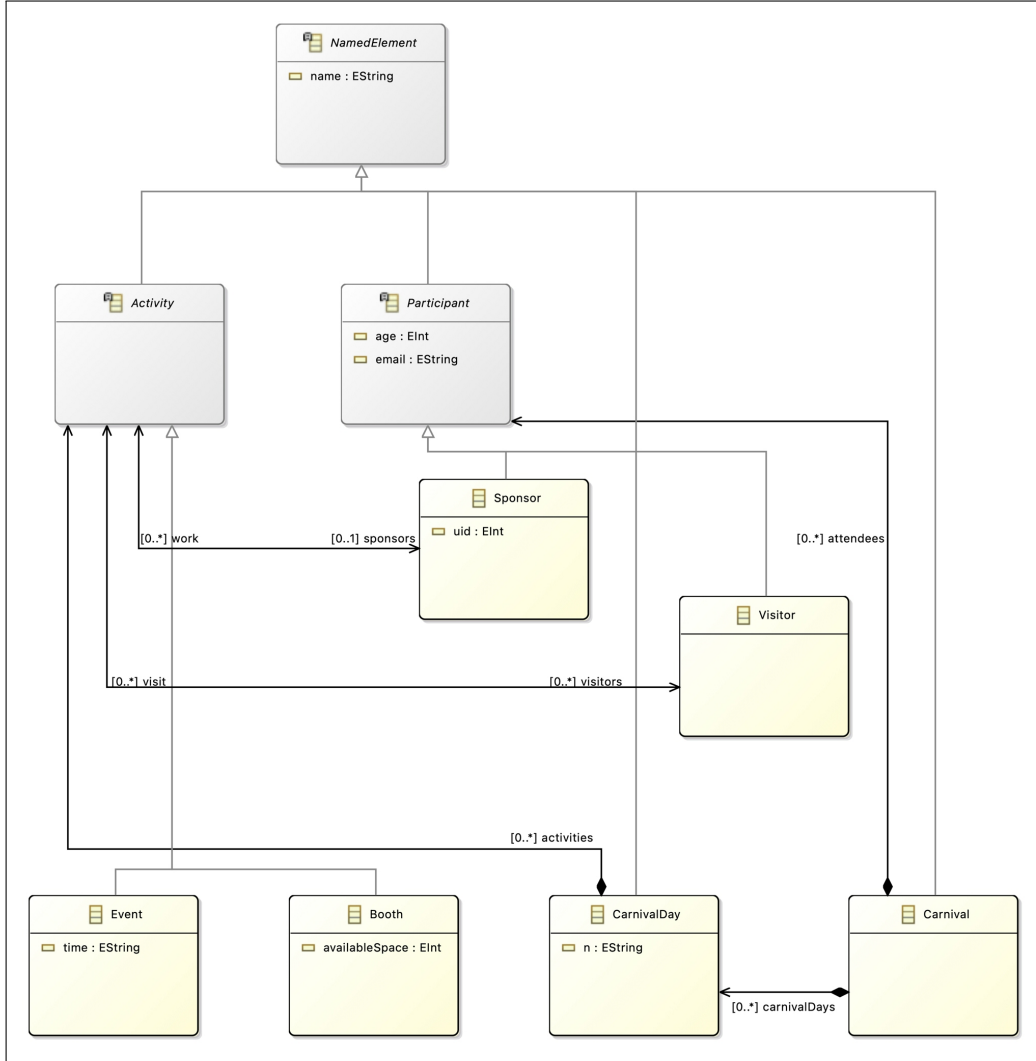 NamedElement
name : EString
Activity
Participant
age : EInt
email : EString
Sponsor
uid : EInt
[0..*] work
[0..1] sponsors
[0..*] attendees
Visitor
[0..*] visit
[0..*] visitors
[0..*] activities
Event
time : EString
Booth
availableSpace : EInt
CarnivalDay
n : EString
Carnival
[0..*] carnivalDays